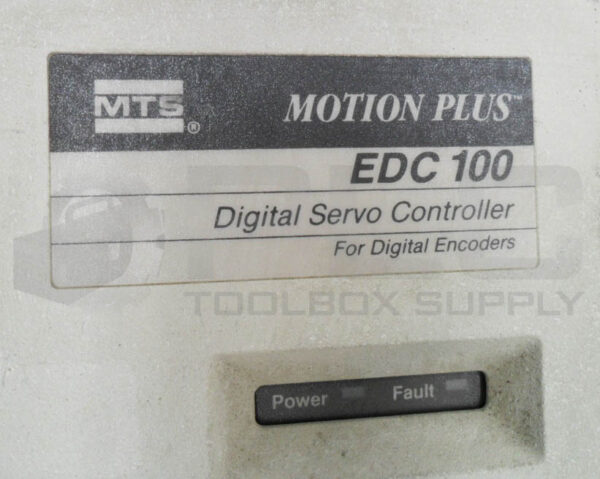 MTS ® MOTION PLUS™
EDC 100
Digital Servo Controller
For Digital Encoders
TOOLBOX SUPPLY
Power Fault